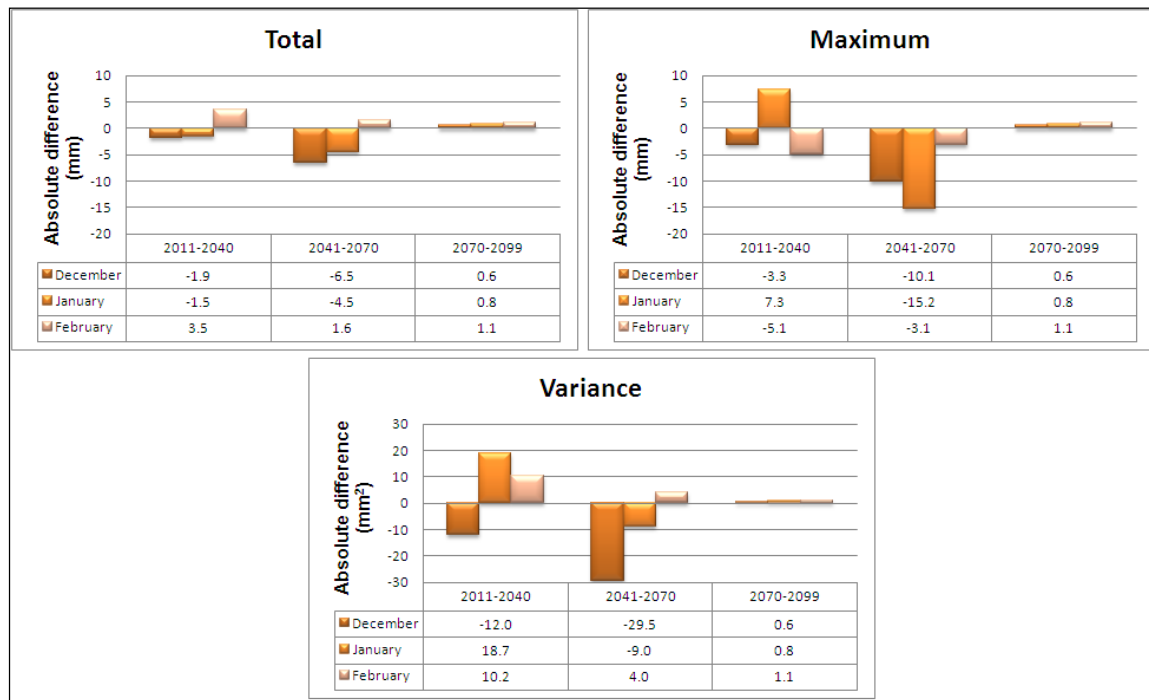 Total
Absolute difference
(mm)
10
5
0
-5
-10
-15
-20
2011-2040 2041-2070 2070-2099
December -1.9 -6.5 0.6
January -1.5 -4.5 0.8
February 3.5 1.6 1.1
Maximum
Absolute difference
(mm)
10
5
0
-5
-10
-15
-20
2011-2040 2041-2070 2070-2099
December -3.3 -10.1 0.6
January 7.3 -15.2 0.8
February -5.1 -3.1 1.1
Variance
Absolute difference
(mm²)
30
20
10
0
-10
-20
-30
2011-2040 2041-2070 2070-2099
December -12.0 -29.5 0.6
January 18.7 -9.0 0.8
February 10.2 4.0 1.1